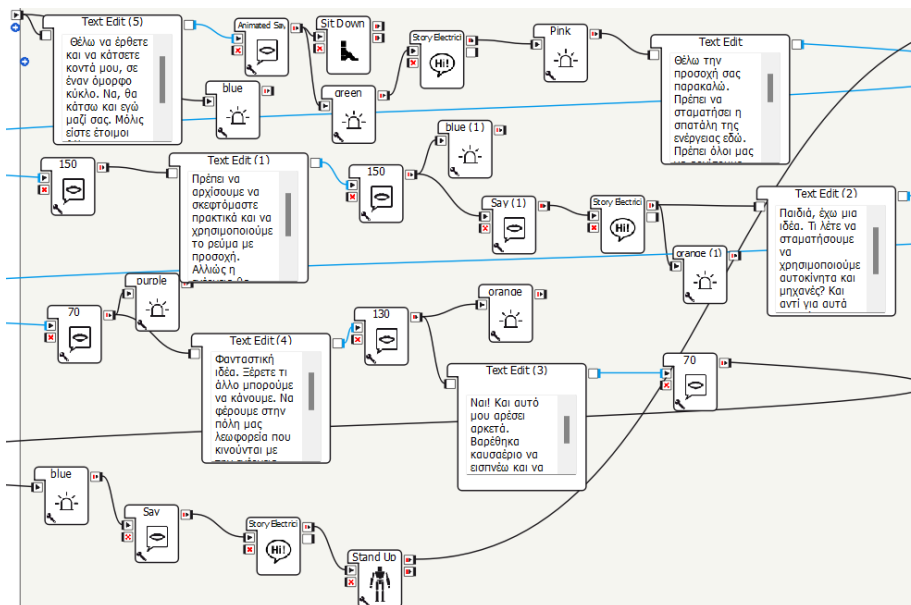 Text Edit (5)
Θέλω να έρθετε
και να κάτσετε
κοντά μου, σε
έναν όμορφο
κύκλο. Να, θα
κάτσω και εγώ
μαζί σας. Μόλις
είστε έτοιμοι
Animated Say
Sit Down
blue
green
Story Electrici
Hi!
Pink
Text Edit
Θέλω την
προσοχή σας
παρακαλώ.
Πρέπει να
σταματήσει η
σπατάλη της
ενέργειας εδώ.
Πρέπει όλοι μας
150
Text Edit (1)
Πρέπει να
αρχίσουμε να
σκεφτόμαστε
πρακτικά και να
χρησιμοποιούμε
το ρεύμα με
προσοχή.
Αλλιώς η
150
blue (1)
Say (1)
Story Electrici
Hi!
orange (1)
Text Edit (2)
Παιδιά, έχω μια
ιδέα. Τι λέτε να
σταματήσουμε
να
χρησιμοποιούμε
αυτοκίνητα και
μηχανές? Και
αντί για αυτά
70
purple
Text Edit (4)
Φανταστική
ιδέα. Ξέρετε τι
άλλο μπορούμε
να κάνουμε. Να
φέρουμε στην
πόλη μας
λεωφορεία που
κινούνται με
130
orange
Text Edit (3)
Ναι! Και αυτό
μου αρέσει
αρκετά.
Βαρέθηκα
καυσαέριο να
εισπνέω και να
70
blue
Say
Story Electrici
Hi!
Stand Up